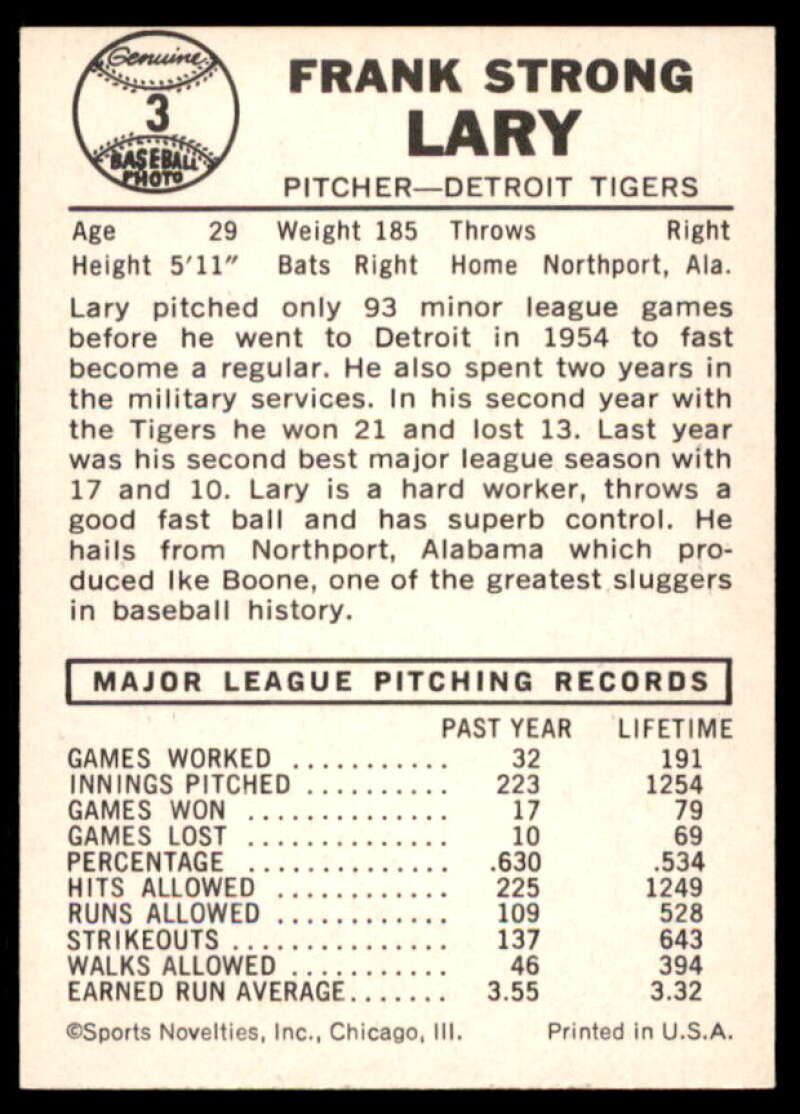 Genuine
3
BASEBALL
PHOTO
FRANK STRONG
LARY
PITCHER—DETROIT TIGERS
Age 29 Weight 185 Throws Right
Height 5'11" Bats Right Home Northport, Ala.
Lary pitched only 93 minor league games
before he went to Detroit in 1954 to fast
become a regular. He also spent two years in
the military services. In his second year with
the Tigers he won 21 and lost 13. Last year
was his second best major league season with
17 and 10. Lary is a hard worker, throws a
good fast ball and has superb control. He
hails from Northport, Alabama which pro-
duced Ike Boone, one of the greatest sluggers
in baseball history.
MAJOR LEAGUE PITCHING RECORDS
PAST YEAR LIFETIME
GAMES WORKED ........... 32 191
INNINGS PITCHED .......... 223 1254
GAMES WON .............. 17 79
GAMES LOST .............. 10 69
PERCENTAGE .............. .630 .534
HITS ALLOWED ............ 225 1249
RUNS ALLOWED ............ 109 528
STRIKEOUTS ................ 137 643
WALKS ALLOWED ........... 46 394
EARNED RUN AVERAGE....... 3.55 3.32
©Sports Novelties, Inc., Chicago, Ill. Printed in U.S.A.